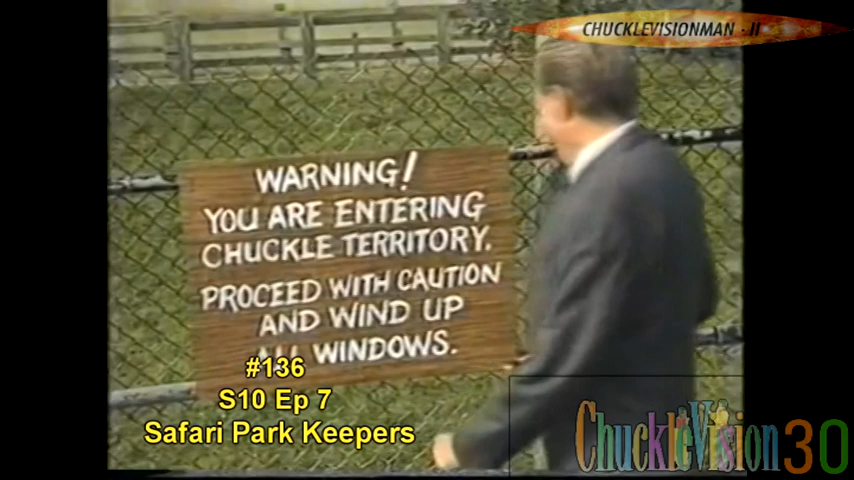 CHUCKLEVISIONMAN · II
WARNING!
YOU ARE ENTERING
CHUCKLE TERRITORY.
PROCEED WITH CAUTION
AND WIND UP
ALL WINDOWS.
#136
S10 Ep 7
Safari Park Keepers
ChuckleVision30